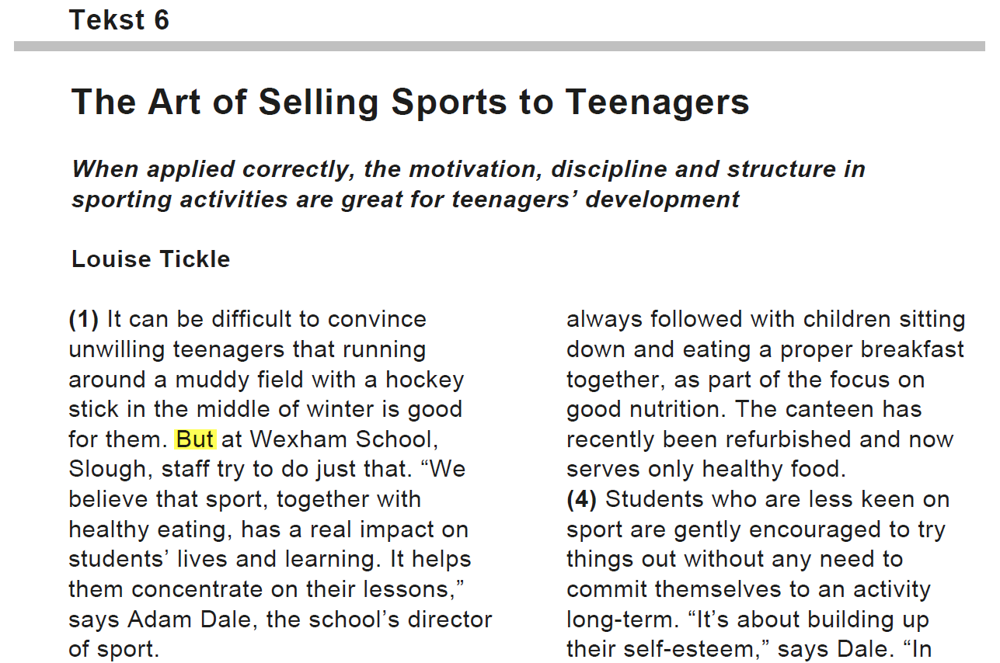 Tekst 6
The Art of Selling Sports to Teenagers
When applied correctly, the motivation, discipline and structure in
sporting activities are great for teenagers’ development
Louise Tickle
(1) It can be difficult to convince
unwilling teenagers that running
around a muddy field with a hockey
stick in the middle of winter is good
for them. But at Wexham School,
Slough, staff try to do just that. “We
believe that sport, together with
healthy eating, has a real impact on
students’ lives and learning. It helps
them concentrate on their lessons,”
says Adam Dale, the school’s director
of sport.
always followed with children sitting
down and eating a proper breakfast
together, as part of the focus on
good nutrition. The canteen has
recently been refurbished and now
serves only healthy food.
(4) Students who are less keen on
sport are gently encouraged to try
things out without any need to
commit themselves to an activity
long-term. “It’s about building up
their self-esteem,” says Dale. “In